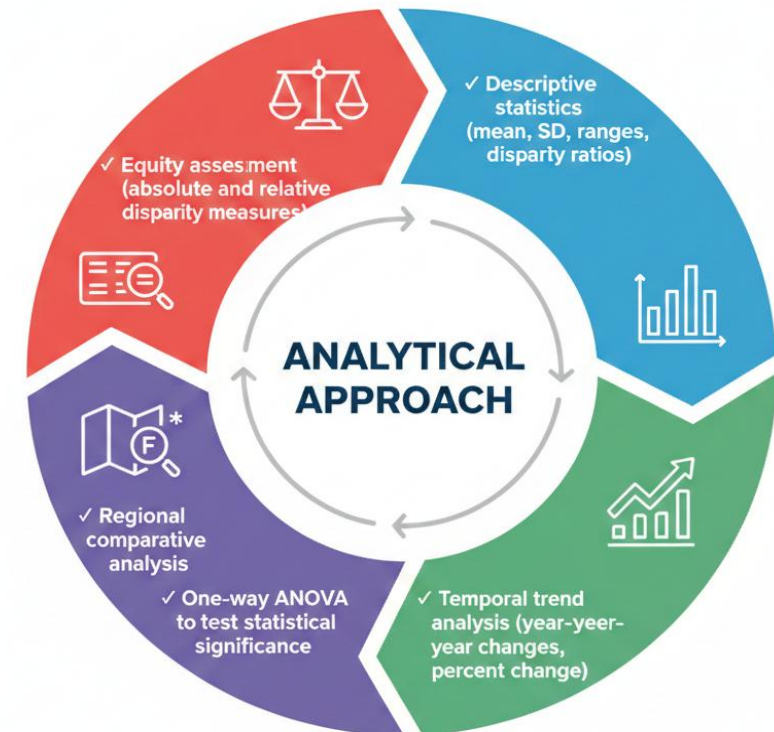 ✓ Equity assesment
(absolute and relative
disparity measures)
✓ Descriptive
statistics
(mean, SD, ranges,
disparty ratios)
ANALYTICAL
APPROACH
F
*
✓ Regional
comparative
analysis
✓ One-way ANOVA
to test statistical
significance
✓ Temporal trend
analysis (year-yeer-
year changes,
percent change)